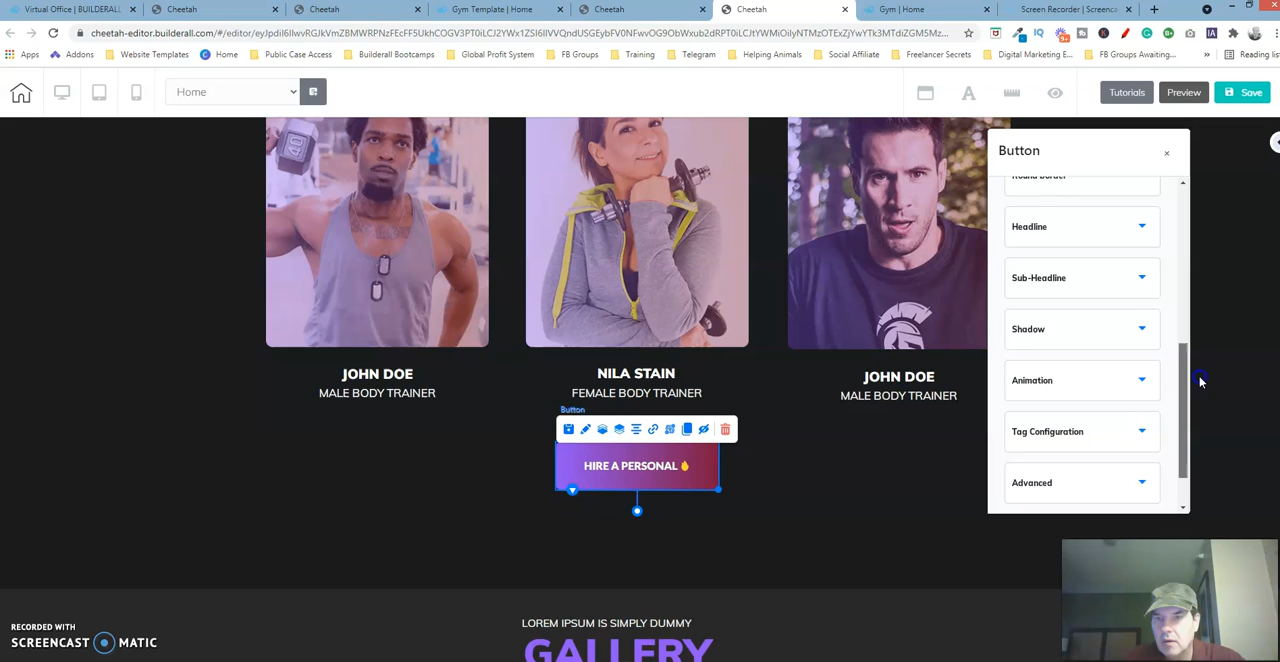 Virtual Office | BUILDERALL
Cheetah
Cheetah
Gym Template | Home
Cheetah
Cheetah
Gym | Home
Screen Recorder | Screenca
Apps
Addons
Website Templates
Home
Public Case Access
Builderall Bootcamps
Global Profit System
FB Groups
Training
Telegram
Helping Animals
Social Affiliate
Freelancer Secrets
Digital Marketing E...
FB Groups Awaiting...
Reading list
Home
Tutorials
Preview
Save
Button
Round Border
Headline
Sub-Headline
Shadow
Animation
Tag Configuration
Advanced
JOHN DOE
MALE BODY TRAINER
NILA STAIN
FEMALE BODY TRAINER
JOHN DOE
MALE BODY TRAINER
Button
HIRE A PERSONAL
LOREM IPSUM IS SIMPLY DUMMY
GALLERY
RECORDED WITH
SCREENCAST MATIC